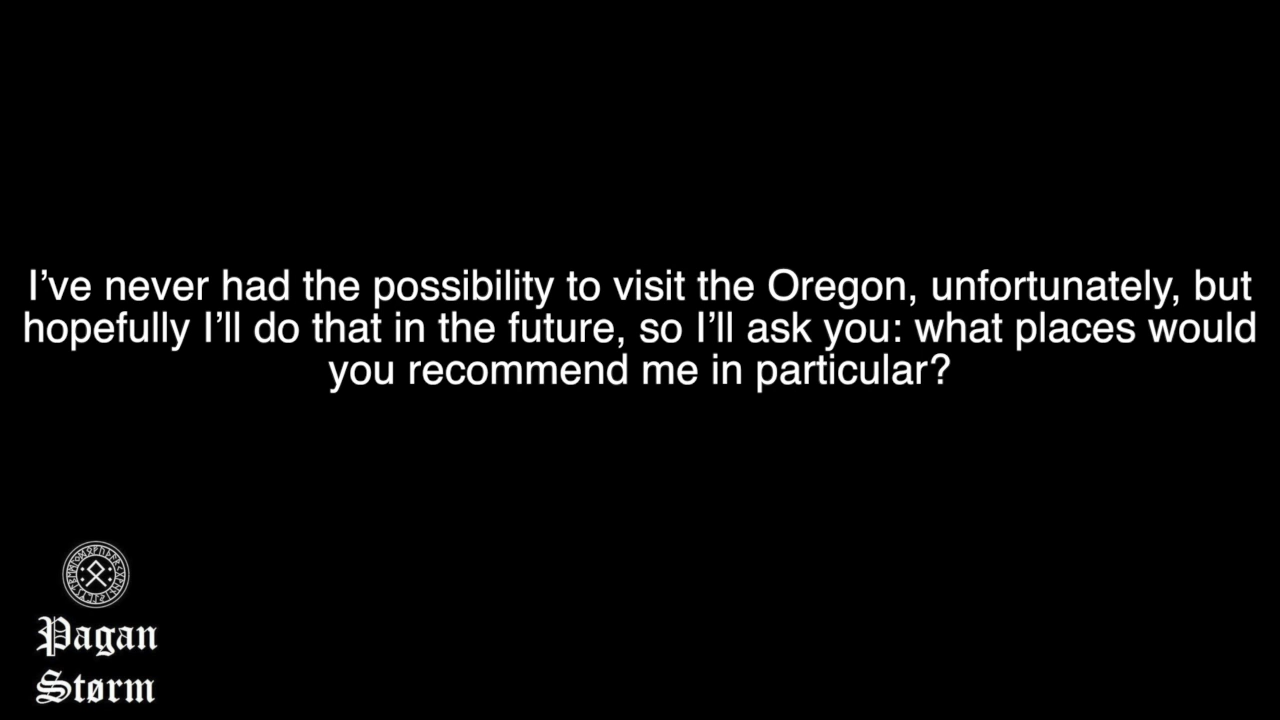 I’ve never had the possibility to visit the Oregon, unfortunately, but
hopefully I’ll do that in the future, so I’ll ask you: what places would
you recommend me in particular?
Pagan
Størm